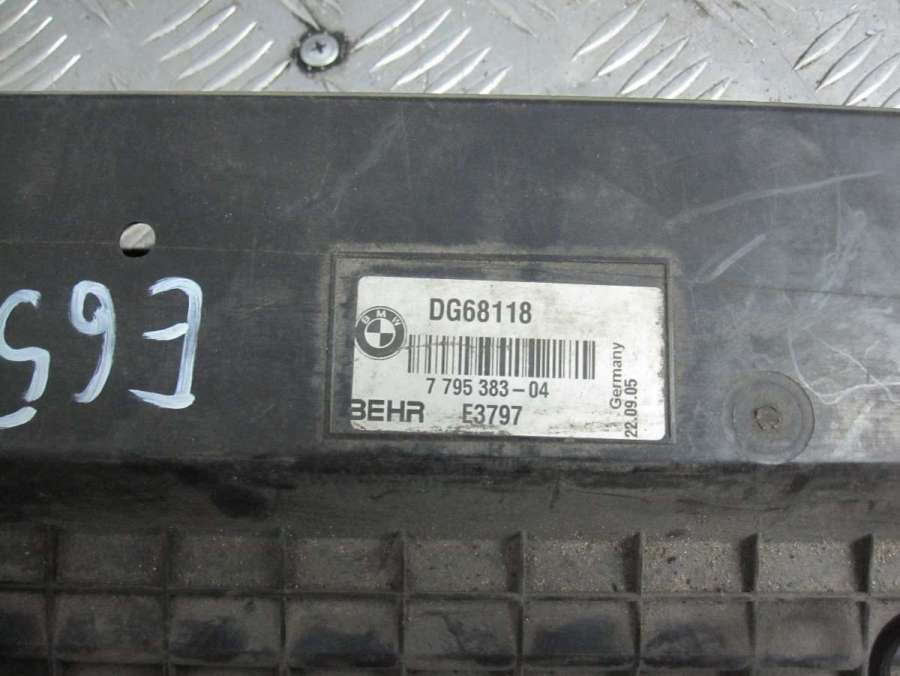 DG68118
BMW
7 795 383-04
BEHR E3797
Germany
22.09.05
E65